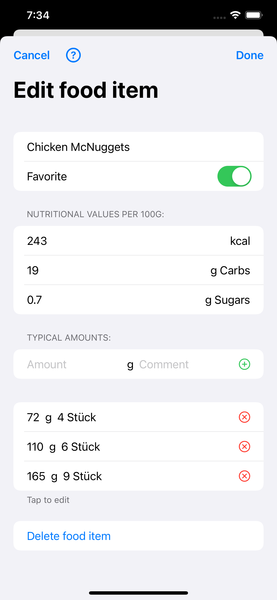 7:34
Cancel ? Done
Edit food item
Chicken McNuggets
Favorite
NUTRITIONAL VALUES PER 100G:
243 kcal
19 g Carbs
0.7 g Sugars
TYPICAL AMOUNTS:
Amount g Comment
72 g 4 Stück
110 g 6 Stück
165 g 9 Stück
Tap to edit
Delete food item